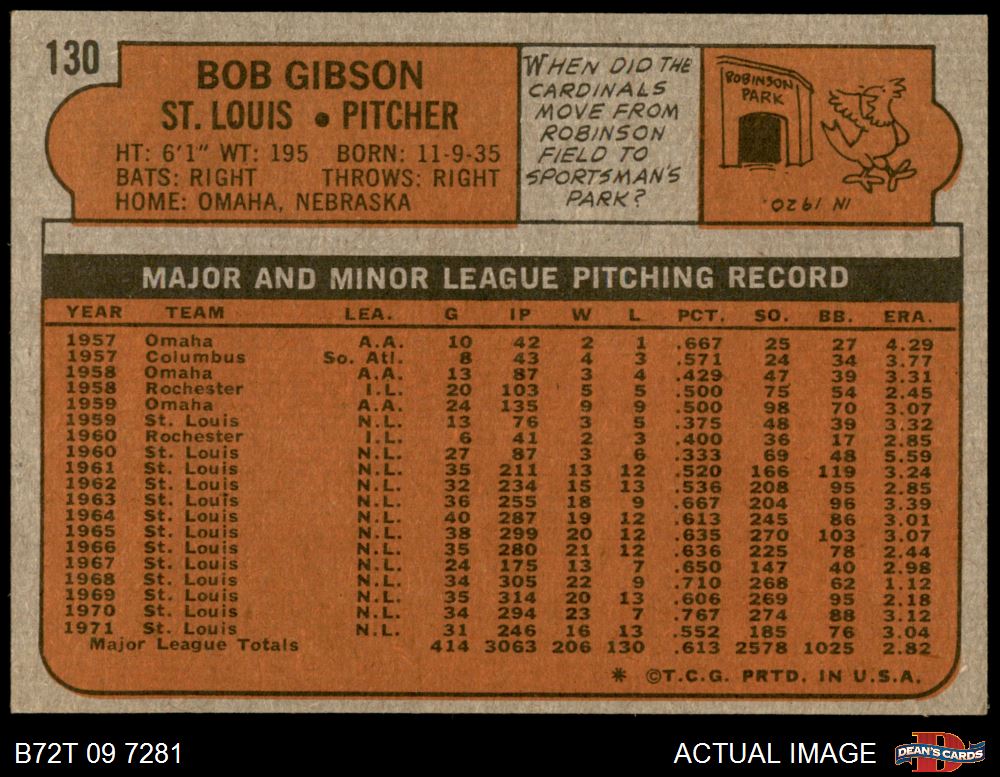 130
BOB GIBSON
ST. LOUIS • PITCHER
HT: 6'1" WT: 195 BORN: 11-9-35
BATS: RIGHT THROWS: RIGHT
HOME: OMAHA, NEBRASKA
WHEN DID THE
CARDINALS
MOVE FROM
ROBINSON
FIELD TO
SPORTSMAN'S
PARK?
ROBINSON
PARK
IN 1920.
MAJOR AND MINOR LEAGUE PITCHING RECORD
YEAR TEAM LEA. G IP W L PCT. SO. BB. ERA.
1957 Omaha A.A. 10 42 2 1 .667 25 27 4.29
1957 Columbus So. Atl. 8 43 4 3 .571 24 34 3.77
1958 Omaha A.A. 13 87 3 4 .429 47 39 3.31
1958 Rochester I.L. 20 103 5 5 .500 75 54 2.45
1959 Omaha A.A. 24 135 9 9 .500 98 70 3.07
1959 St. Louis N.L. 13 76 3 5 .375 48 39 3.32
1960 Rochester I.L. 6 41 2 3 .400 36 17 2.85
1960 St. Louis N.L. 27 87 3 6 .333 69 48 5.59
1961 St. Louis N.L. 35 211 13 12 .520 166 119 3.24
1962 St. Louis N.L. 32 234 15 13 .536 208 95 2.85
1963 St. Louis N.L. 36 255 18 9 .667 204 96 3.39
1964 St. Louis N.L. 40 287 19 12 .613 245 86 3.01
1965 St. Louis N.L. 38 299 20 12 .635 270 103 3.07
1966 St. Louis N.L. 35 280 21 12 .636 225 78 2.44
1967 St. Louis N.L. 24 175 13 7 .650 147 40 2.98
1968 St. Louis N.L. 34 305 22 9 .710 268 62 1.12
1969 St. Louis N.L. 35 314 20 13 .606 269 95 2.18
1970 St. Louis N.L. 34 294 23 7 .767 274 88 3.12
1971 St. Louis N.L. 31 246 16 13 .552 185 76 3.04
Major League Totals 414 3063 206 130 .613 2578 1025 2.82
* ©T.C.G. PRTD. IN U.S.A.
B72T 09 7281
ACTUAL IMAGE
D
DEAN'S CARDS